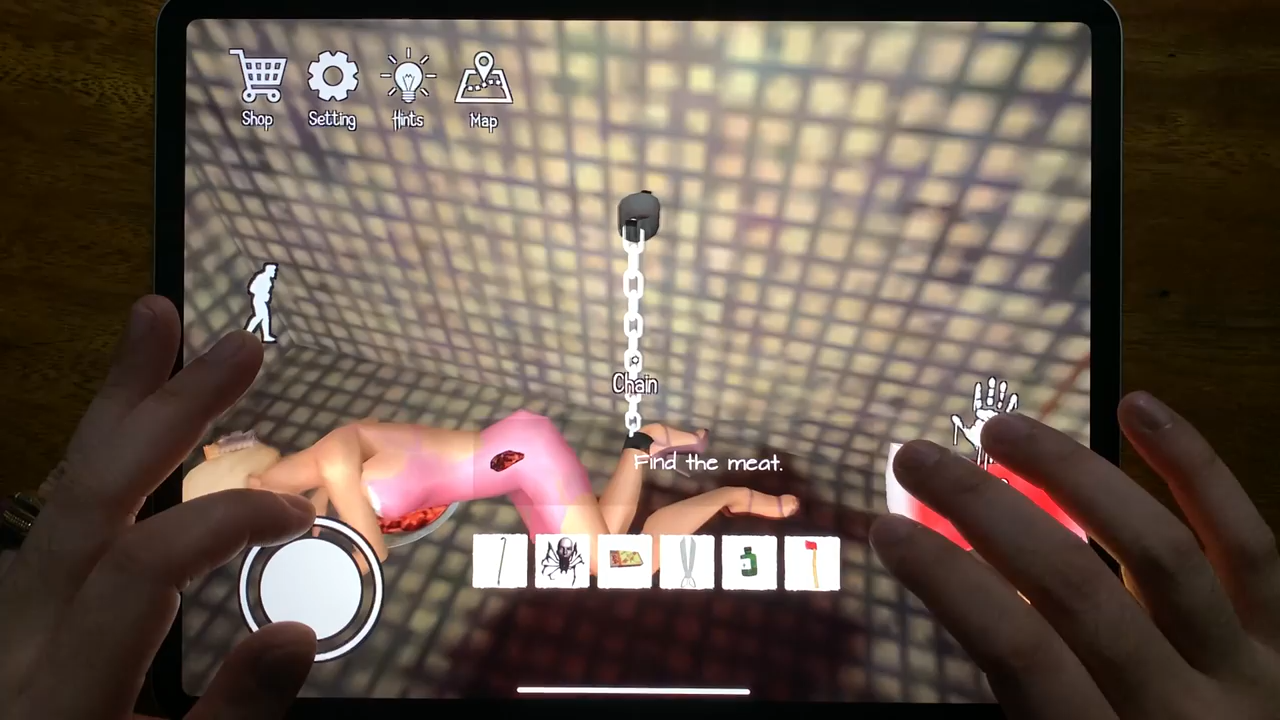 Shop
Setting
Hints
Map
Chain
Find the meat.